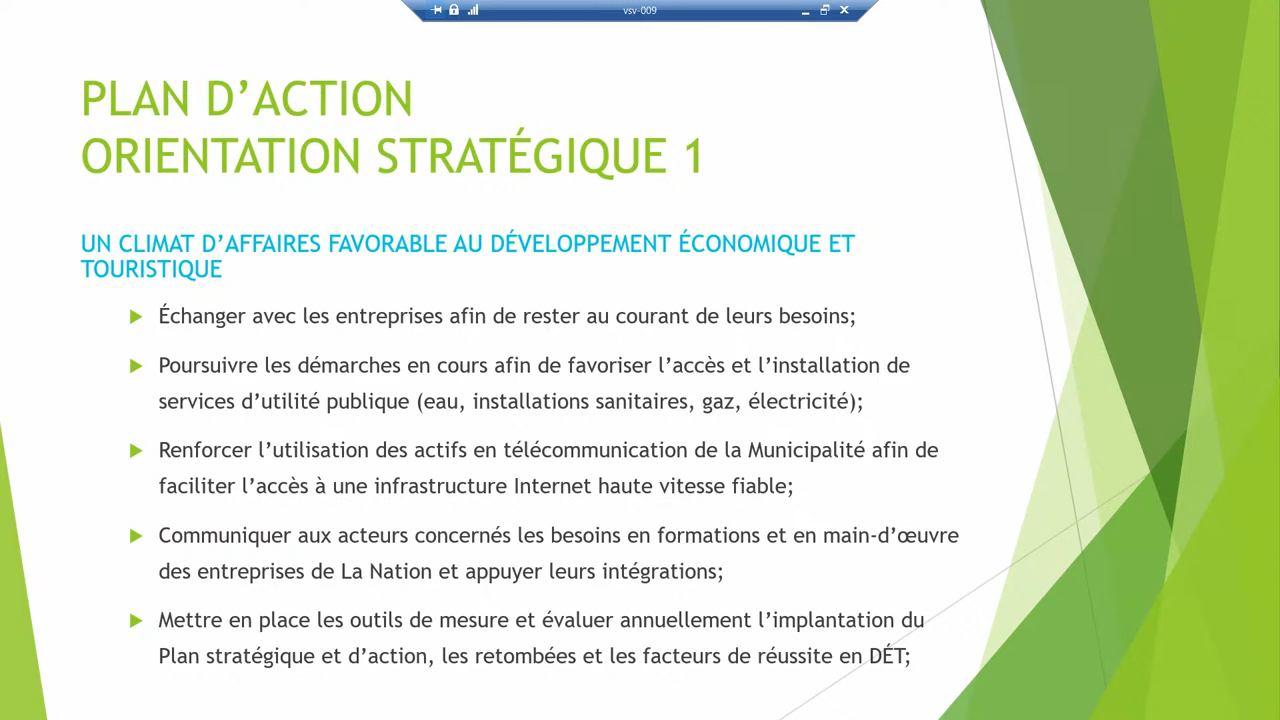 vsv-009
PLAN D’ACTION
ORIENTATION STRATÉGIQUE 1
UN CLIMAT D’AFFAIRES FAVORABLE AU DÉVELOPPEMENT ÉCONOMIQUE ET
TOURISTIQUE
Échanger avec les entreprises afin de rester au courant de leurs besoins;
Poursuivre les démarches en cours afin de favoriser l’accès et l’installation de
services d’utilité publique (eau, installations sanitaires, gaz, électricité);
Renforcer l’utilisation des actifs en télécommunication de la Municipalité afin de
faciliter l’accès à une infrastructure Internet haute vitesse fiable;
Communiquer aux acteurs concernés les besoins en formations et en main-d’œuvre
des entreprises de La Nation et appuyer leurs intégrations;
Mettre en place les outils de mesure et évaluer annuellement l’implantation du
Plan stratégique et d’action, les retombées et les facteurs de réussite en DÉT;